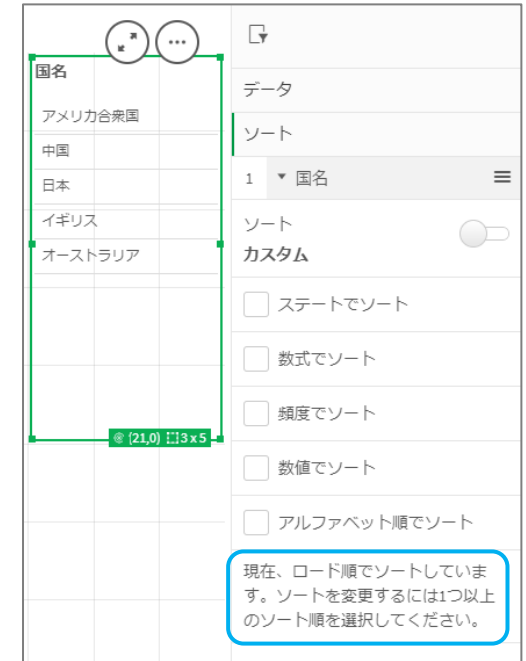 国名
アメリカ合衆国
中国
日本
イギリス
オーストラリア
(21,0) 3 x 5
データ
ソート
1 国名
ソート
カスタム
ステートでソート
数式でソート
頻度でソート
数値でソート
アルファベット順でソート
現在、ロード順でソートしていま
す。ソートを変更するには1つ以上
のソート順を選択してください。